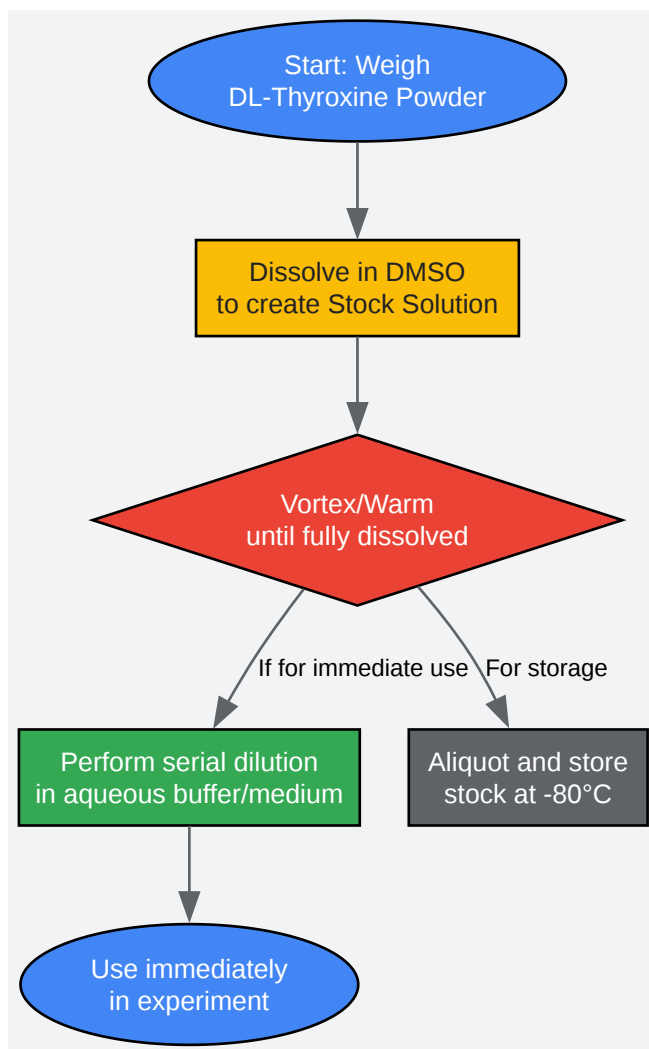 Start: Weigh
DL-Thyroxine Powder
Dissolve in DMSO
to create Stock Solution
Vortex/Warm
until fully dissolved
If for immediate use
For storage
Perform serial dilution
in aqueous buffer/medium
Aliquot and store
stock at -80°C
Use immediately
in experiment